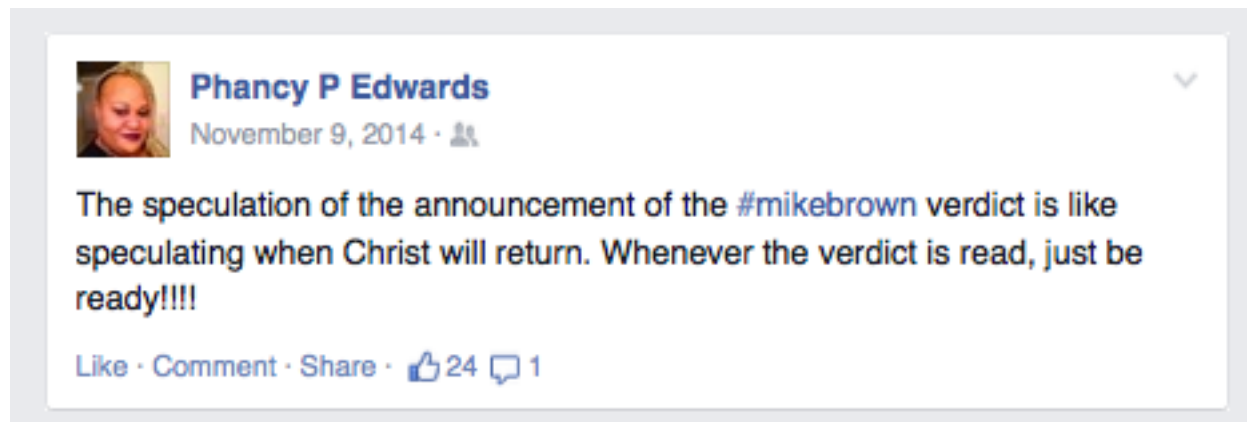 Phancy P Edwards
November 9, 2014 ·
The speculation of the announcement of the #mikebrown verdict is like
speculating when Christ will return. Whenever the verdict is read, just be
ready!!!!
Like · Comment · Share · 24 1